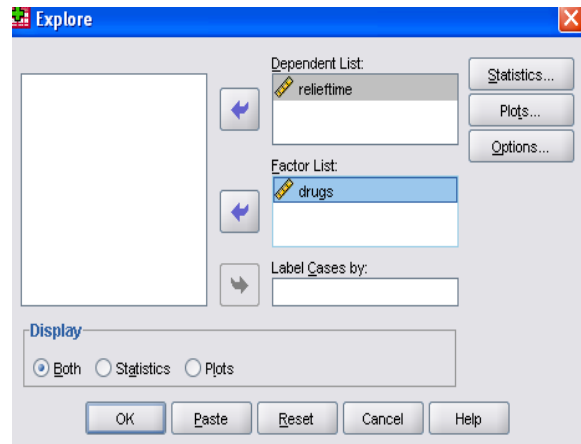 Explore
Dependent List:
relieftime
Statistics...
Plots...
Options...
Factor List:
drugs
Label Cases by:
Display
Both Statistics Plots
OK Paste Reset Cancel Help